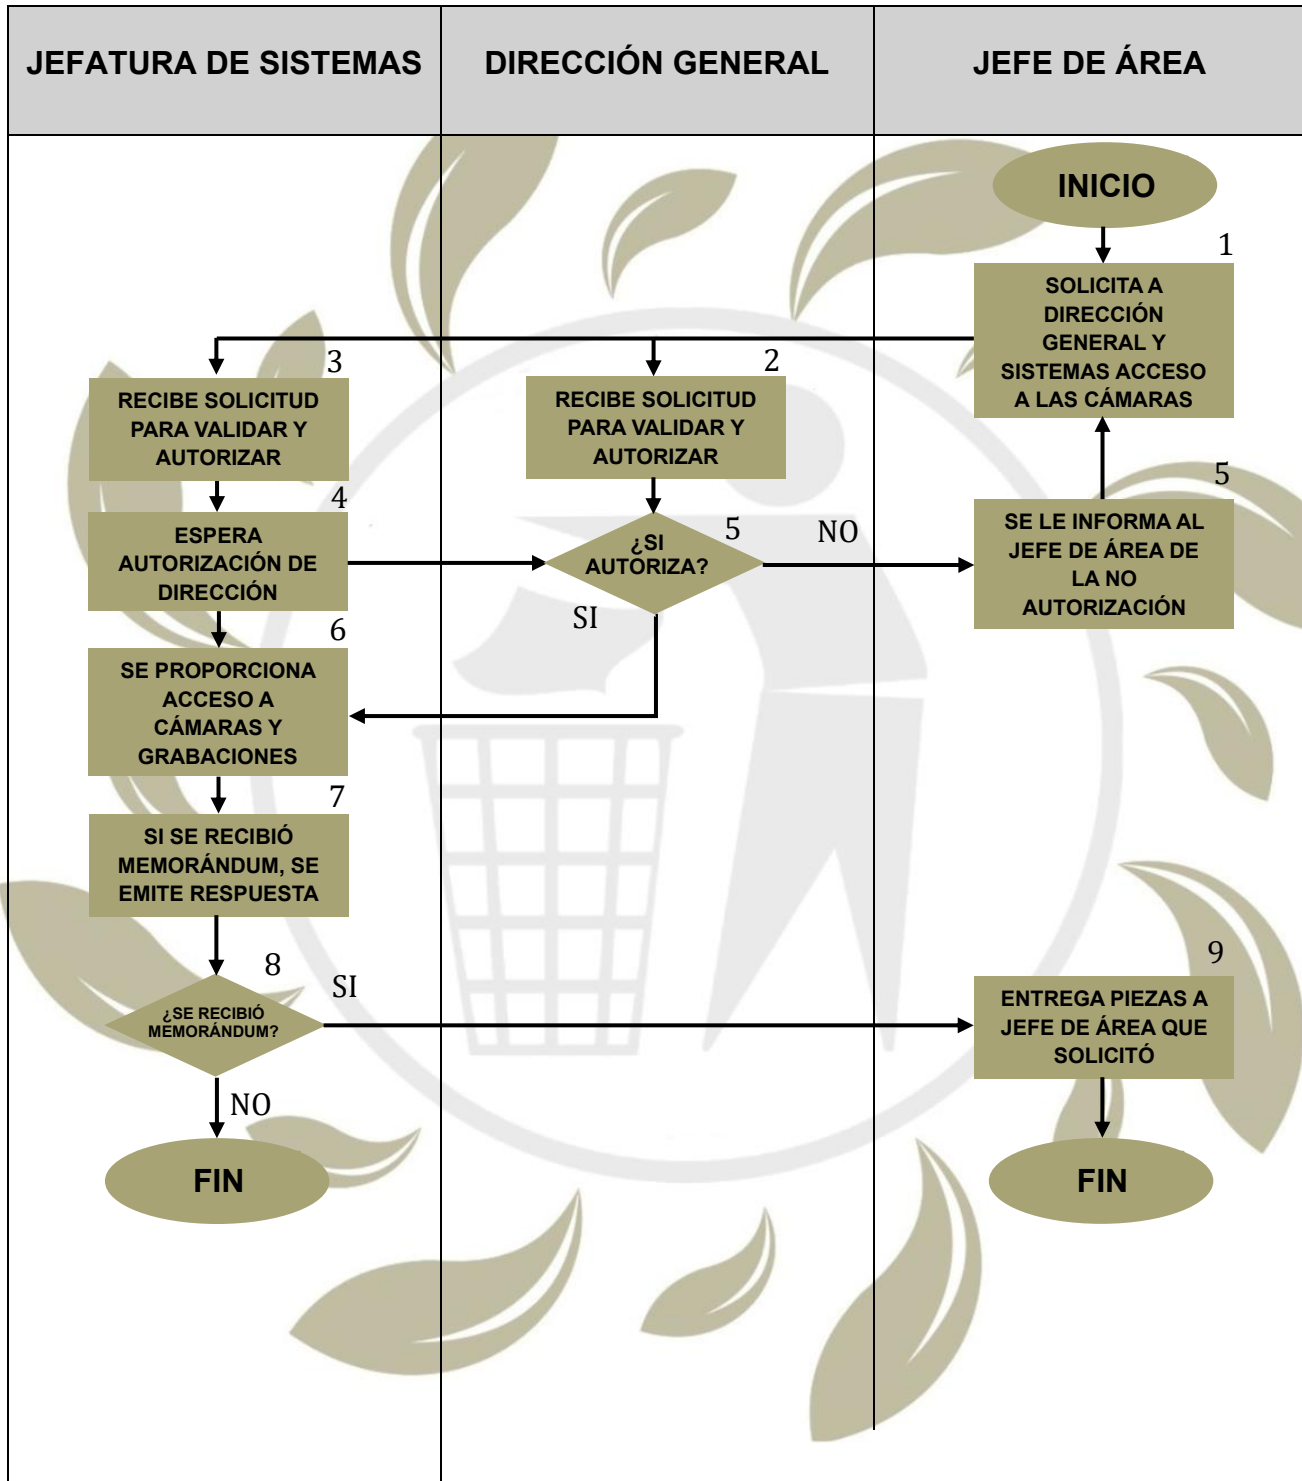 JEFATURA DE SISTEMAS
DIRECCIÓN GENERAL
JEFE DE ÁREA
INICIO
1
SOLICITA A
DIRECCIÓN
GENERAL Y
SISTEMAS ACCESO
A LAS CÁMARAS
3
RECIBE SOLICITUD
PARA VALIDAR Y
AUTORIZAR
2
RECIBE SOLICITUD
PARA VALIDAR Y
AUTORIZAR
4
ESPERA
AUTORIZACIÓN DE
DIRECCIÓN
5
¿SI
AUTORIZA?
NO
SI
5
SE LE INFORMA AL
JEFE DE ÁREA DE
LA NO
AUTORIZACIÓN
6
SE PROPORCIONA
ACCESO A
CÁMARAS Y
GRABACIONES
7
SI SE RECIBIÓ
MEMORÁNDUM, SE
EMITE RESPUESTA
8
¿SE RECIBIÓ
MEMORÁNDUM?
SI
NO
9
ENTREGA PIEZAS A
JEFE DE ÁREA QUE
SOLICITÓ
FIN
FIN